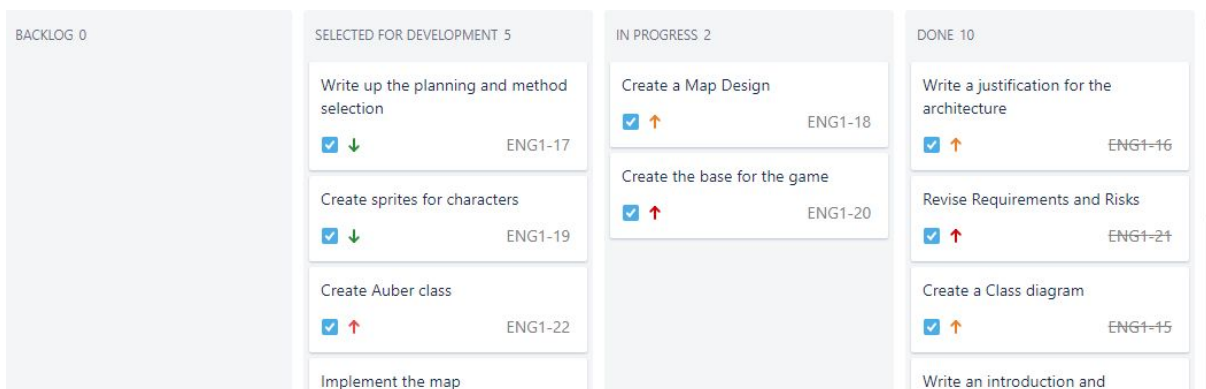 BACKLOG 0
SELECTED FOR DEVELOPMENT 5
Write up the planning and method
selection
ENG1-17
Create sprites for characters
ENG1-19
Create Auber class
ENG1-22
Implement the map
IN PROGRESS 2
Create a Map Design
ENG1-18
Create the base for the game
ENG1-20
DONE 10
Write a justification for the
architecture
ENG1-16
Revise Requirements and Risks
ENG1-21
Create a Class diagram
ENG1-15
Write an introduction and